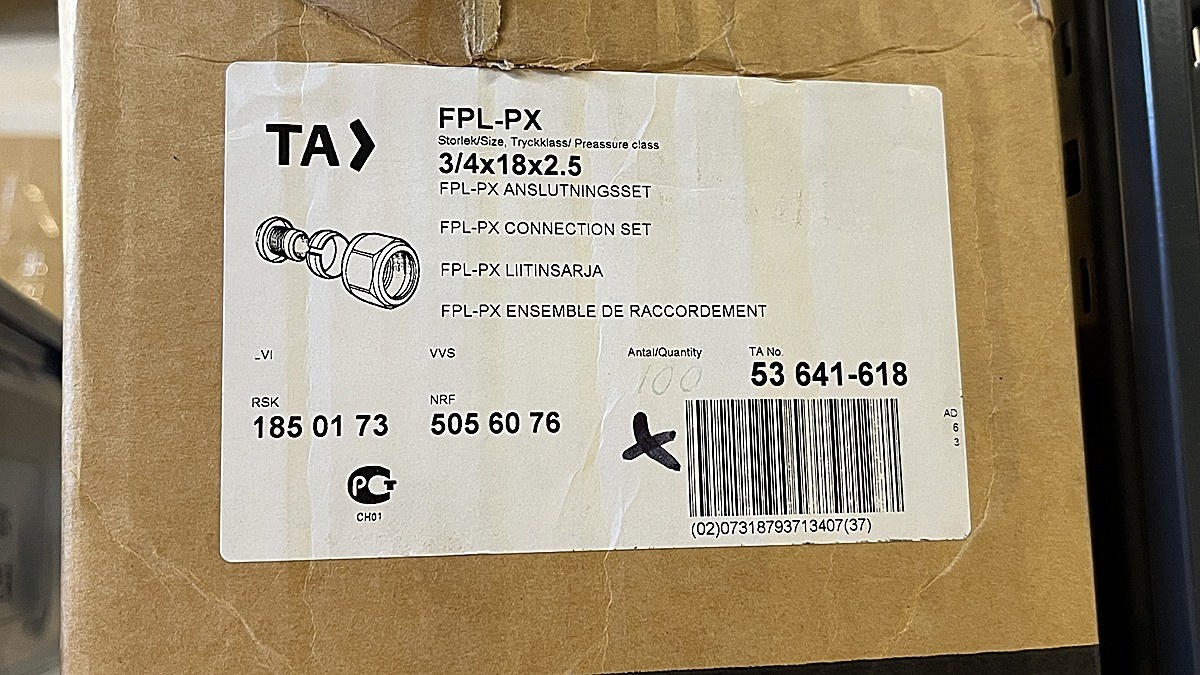 TA
FPL-PX
Storlek/Size, Tryckklass/ Preassure class
3/4x18x2.5
FPL-PX ANSLUTNINGSSET
FPL-PX CONNECTION SET
FPL-PX LIITINSARJA
FPL-PX ENSEMBLE DE RACCORDEMENT
LVI
VVS
Antal/Quantity
100
TA No.
53 641-618
RSK
185 01 73
NRF
505 60 76
AD
6
3
PCT
CH01
(02)07318793713407(37)